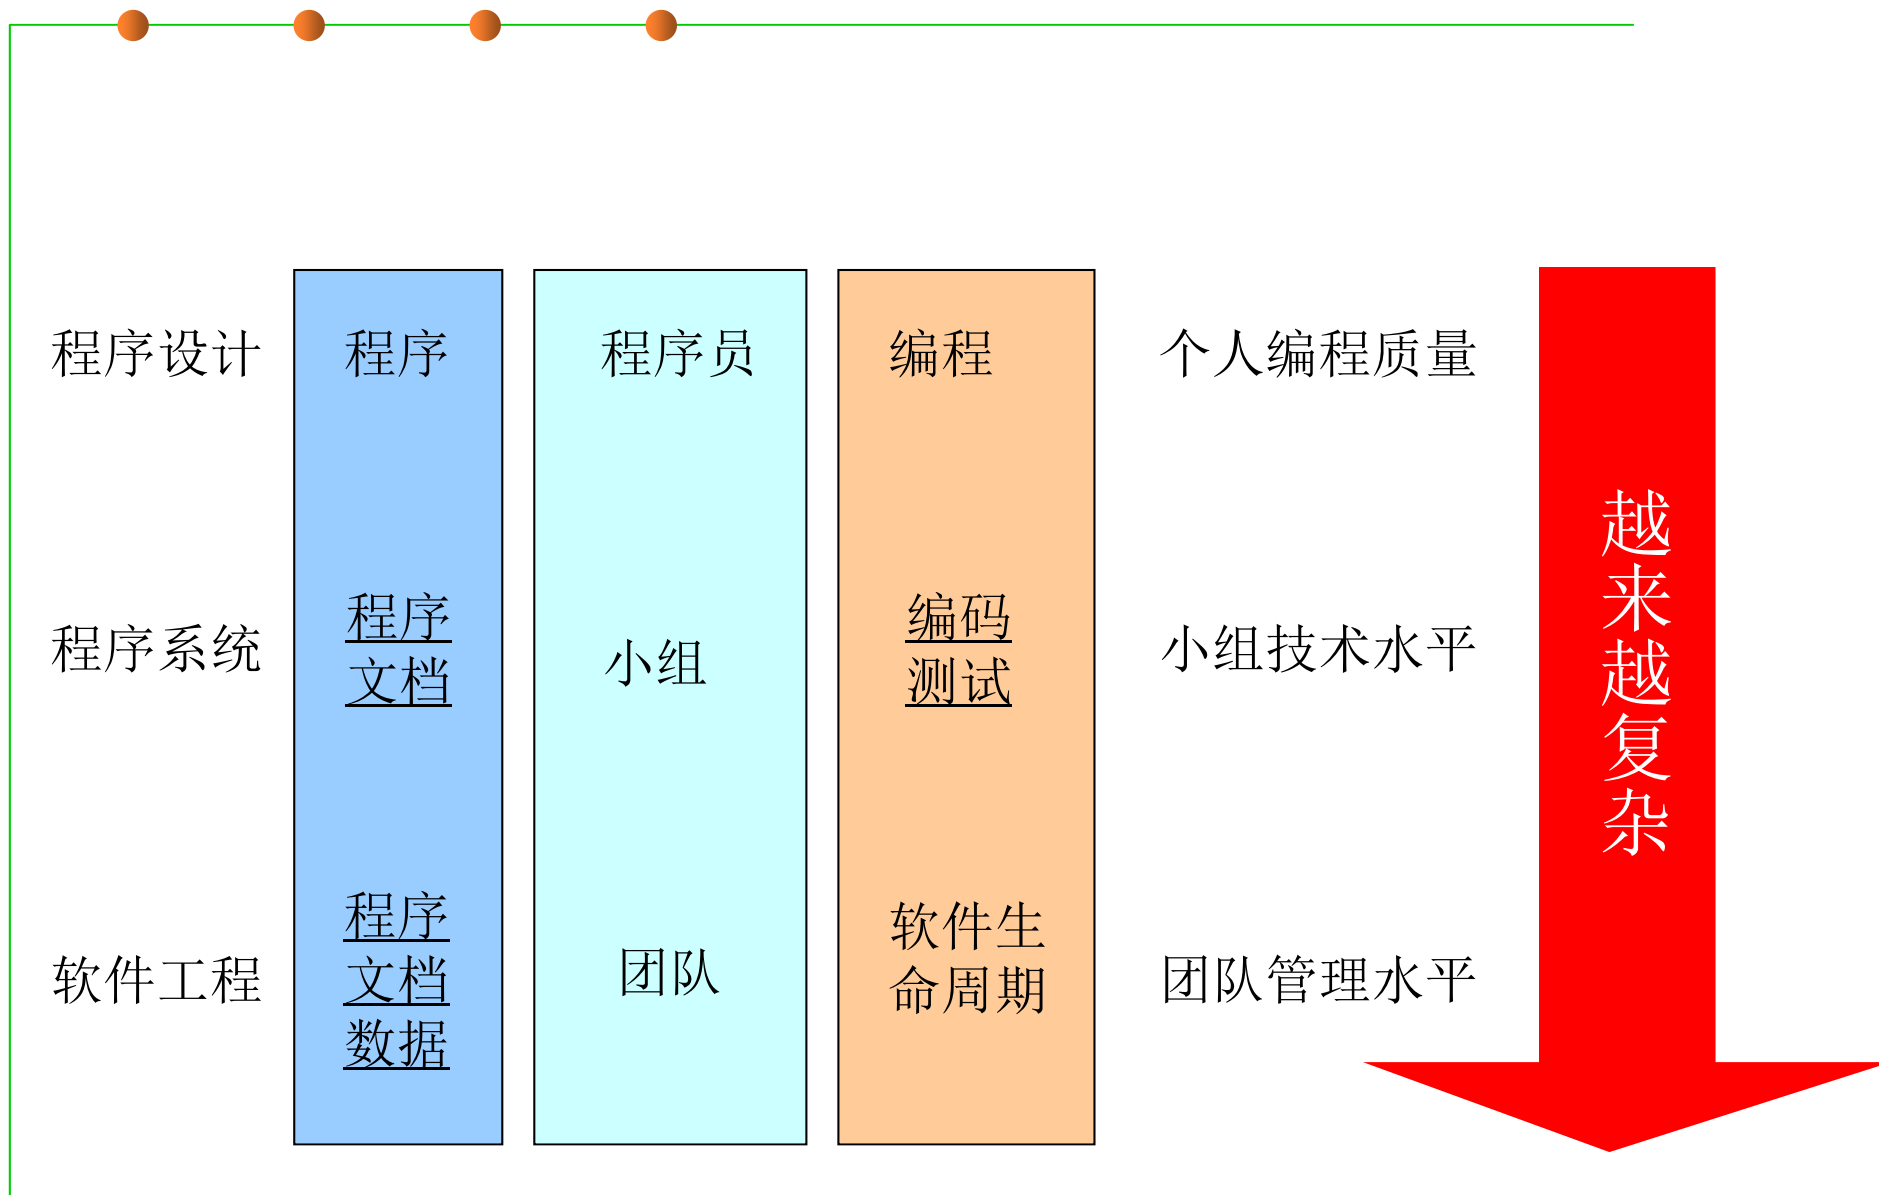 程序设计
程序
程序员
编程
个人编程质量
程序系统
程序
文档
小组
编码
测试
小组技术水平
软件工程
程序
文档
数据
团队
软件生
命周期
团队管理水平
越来越复杂